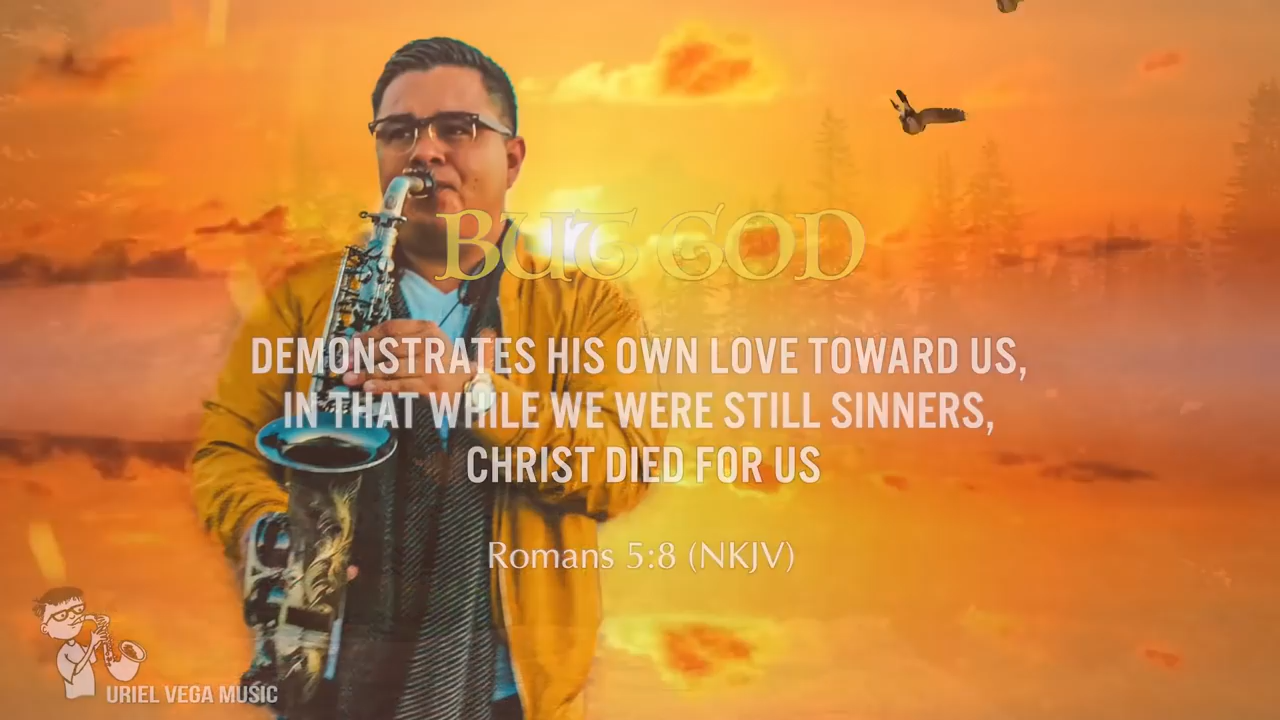 BUT GOD
DEMONSTRATES HIS OWN LOVE TOWARD US,
IN THAT WHILE WE WERE STILL SINNERS,
CHRIST DIED FOR US
Romans 5:8 (NKJV)
URIEL VEGA MUSIC